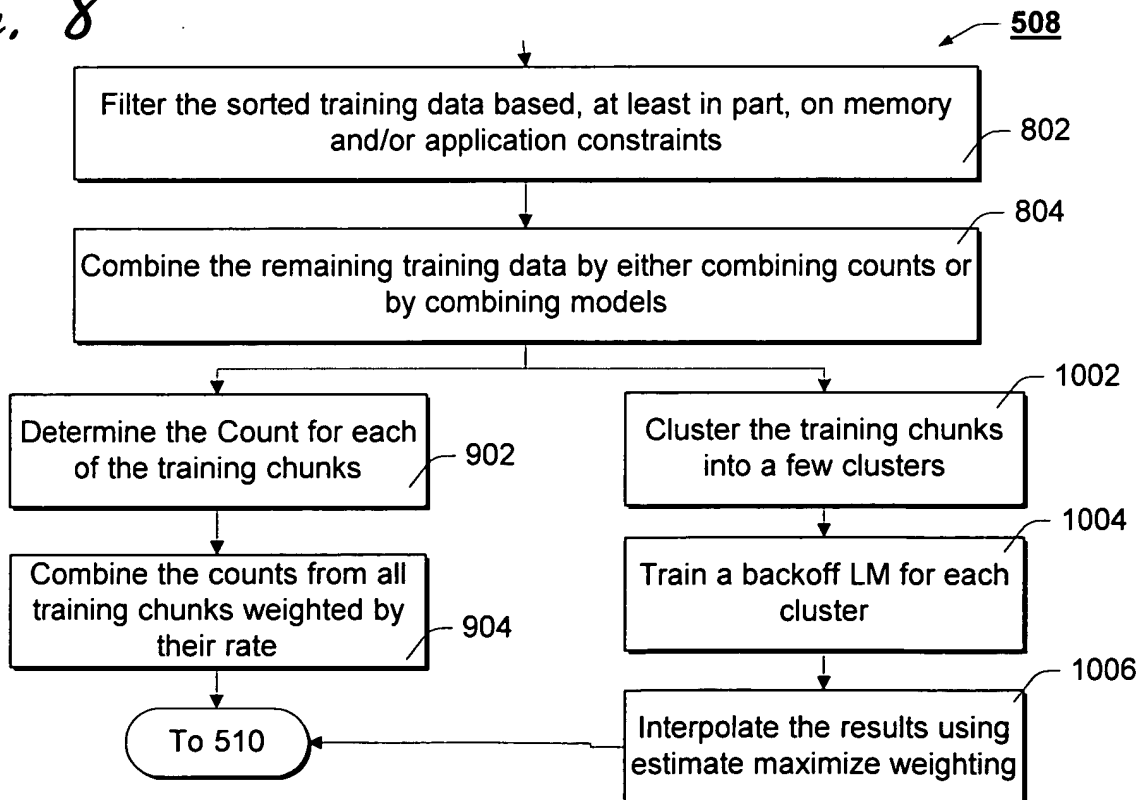 . 8
508
Filter the sorted training data based, at least in part, on memory
and/or application constraints
802
804
Combine the remaining training data by either combining counts or
by combining models
1002
Determine the Count for each
of the training chunks
902
Cluster the training chunks
into a few clusters
1004
Combine the counts from all
training chunks weighted by
their rate
904
Train a backoff LM for each
cluster
1006
To 510
Interpolate the results using
estimate maximize weighting